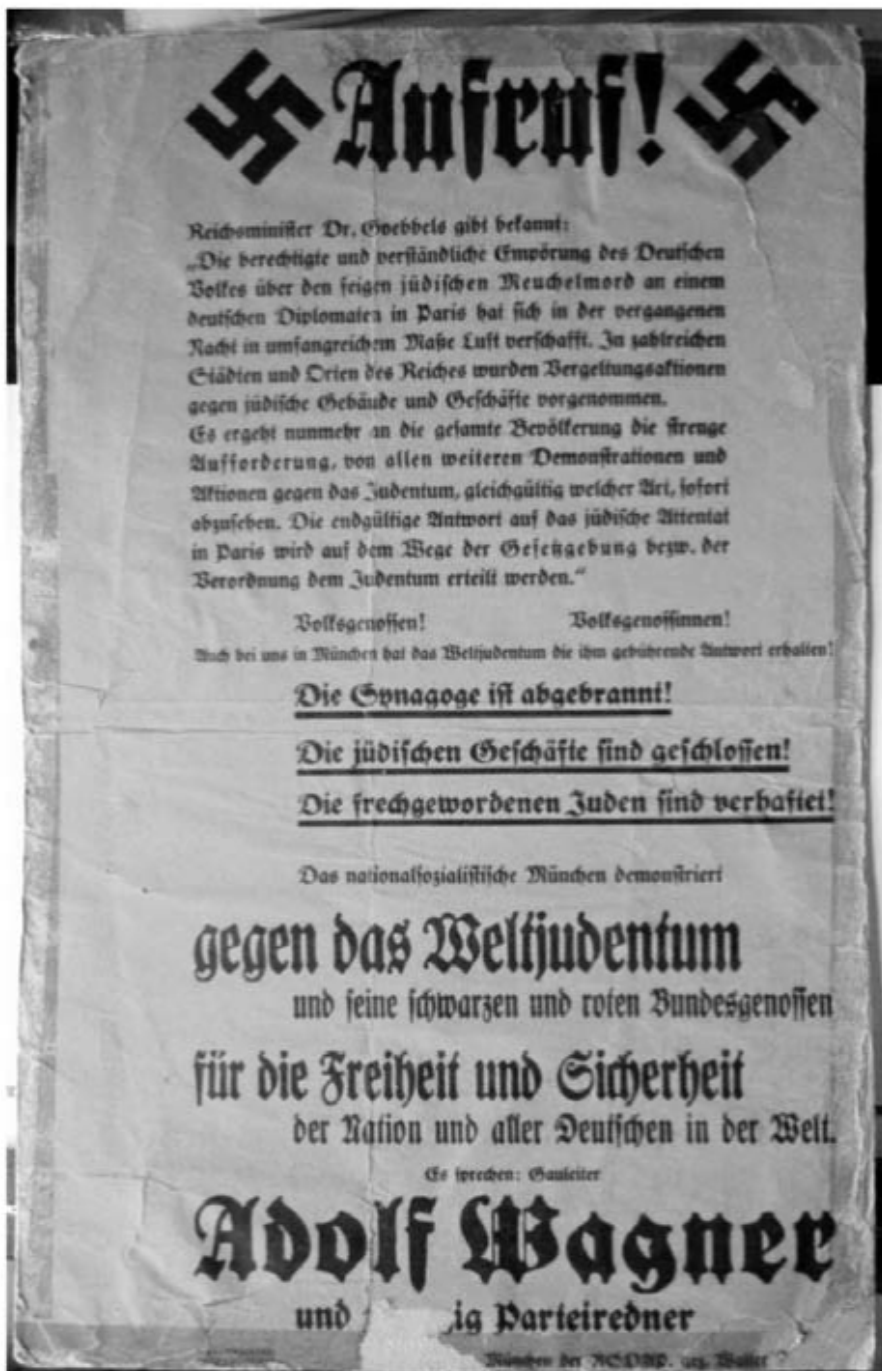 Aufruf!
Reichsminister Dr. Goebbels gibt bekannt:
„Die berechtigte und verständliche Empörung des Deutschen
Volkes über den feigen jüdischen Meuchelmord an einem
deutschen Diplomaten in Paris hat sich in der vergangenen
Nacht in umfangreichem Maße Luft verschafft. In zahlreichen
Städten und Orten des Reiches wurden Vergeltungsaktionen
gegen jüdische Gebäude und Geschäfte vorgenommen.
Es ergeht nunmehr an die gesamte Bevölkerung die strenge
Aufforderung, von allen weiteren Demonstrationen und
Aktionen gegen das Judentum, gleichgültig welcher Art, sofort
abzusehen. Die endgültige Antwort auf das jüdische Attentat
in Paris wird auf dem Wege der Gesetzgebung bezw. der
Verordnung dem Judentum erteilt werden.“
Volksgenossen! Volksgenossinnen!
Auch bei uns in München hat das Weltjudentum die ihm gebührende Antwort erhalten!
Die Synagoge ist abgebrannt!
Die jüdischen Geschäfte sind geschlossen!
Die frechgewordenen Juden sind verhaftet!
Das nationalsozialistische München demonstriert
gegen das Weltjudentum
und seine schwarzen und roten Bundesgenossen
für die Freiheit und Sicherheit
der Nation und aller Deutschen in der Welt.
Es sprechen: Gauleiter
Adolf Wagner
und ig Parteiredner
München der NSDAP.